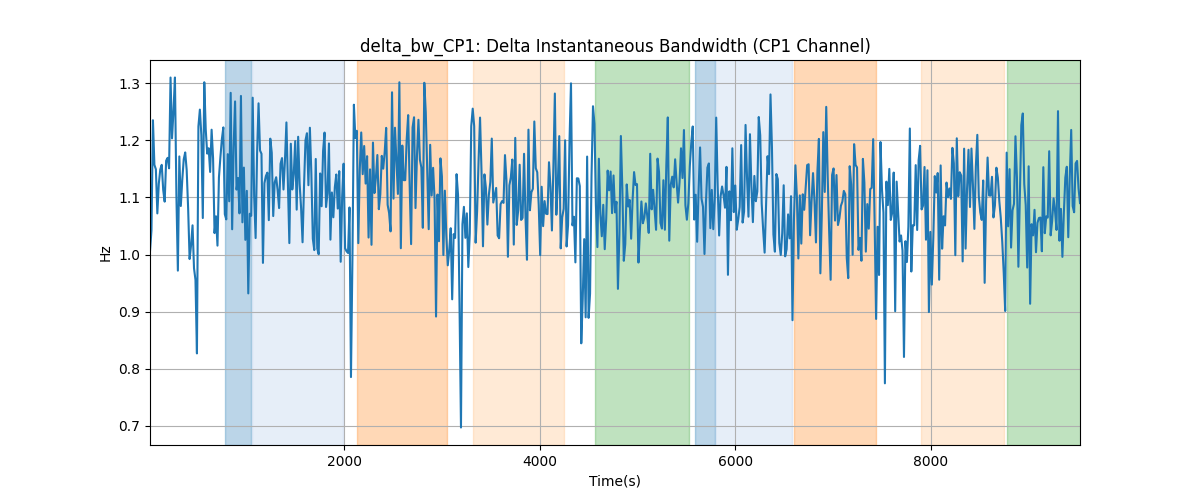 delta_bw_CP1: Delta Instantaneous Bandwidth (CP1 Channel)
1.3
1.2
1.1
1.0
0.9
0.8
0.7
Hz
2000 4000 6000 8000
Time(s)